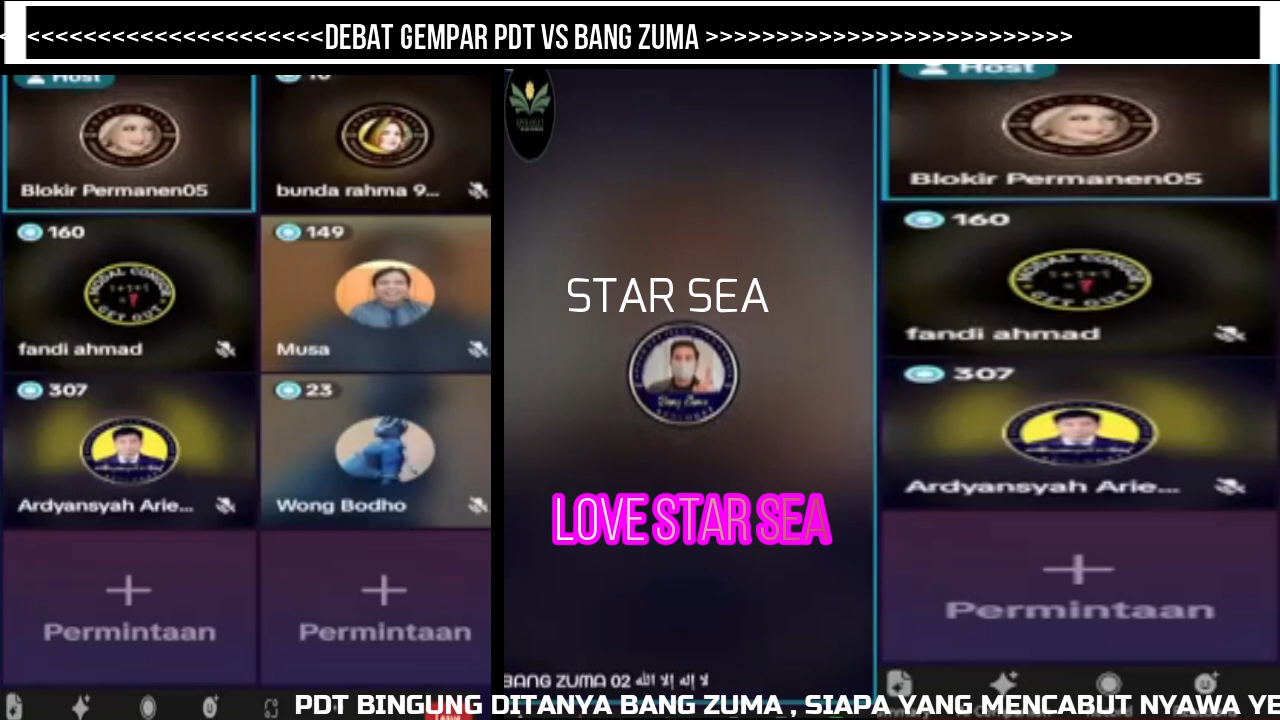 <<<<<<<<<<<<<<<<<<<<<<DEBAT GEMPAR PDT VS BANG ZUMA >>>>>>>>>>>>>>>>>>>>>>>>>>
Host
Blokir Permanen05
bunda rahma 9...
160
fandi ahmad
149
Musa
307
Ardyansyah Arie...
23
Wong Bodho
Permintaan
Permintaan
STAR SEA
Bang Zuma
LOVE STAR SEA
BANG ZUMA 02 لا إله إلا الله
Host
Blokir Permanen05
160
fandi ahmad
307
Ardyansyah Arie...
Permintaan
PDT BINGUNG DITANYA BANG ZUMA , SIAPA YANG MENCABUT NYAWA YE